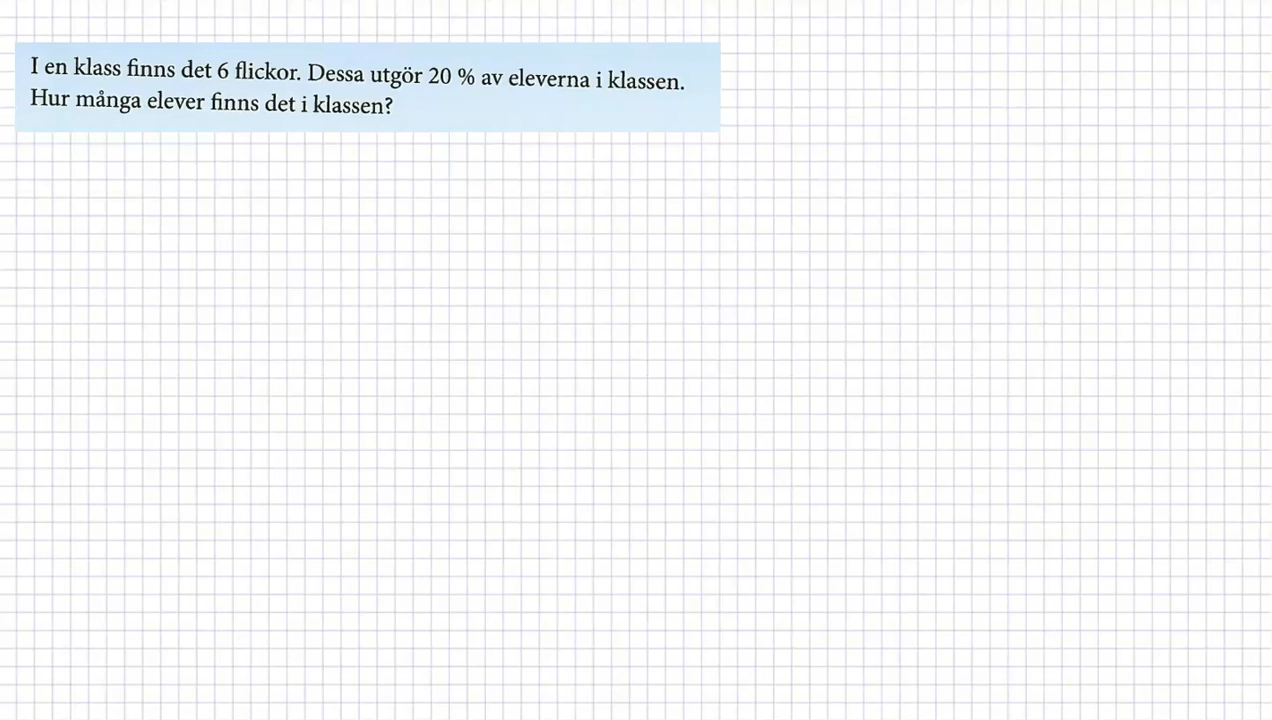 I en klass finns det 6 flickor. Dessa utgör 20 % av eleverna i klassen.
Hur många elever finns det i klassen?